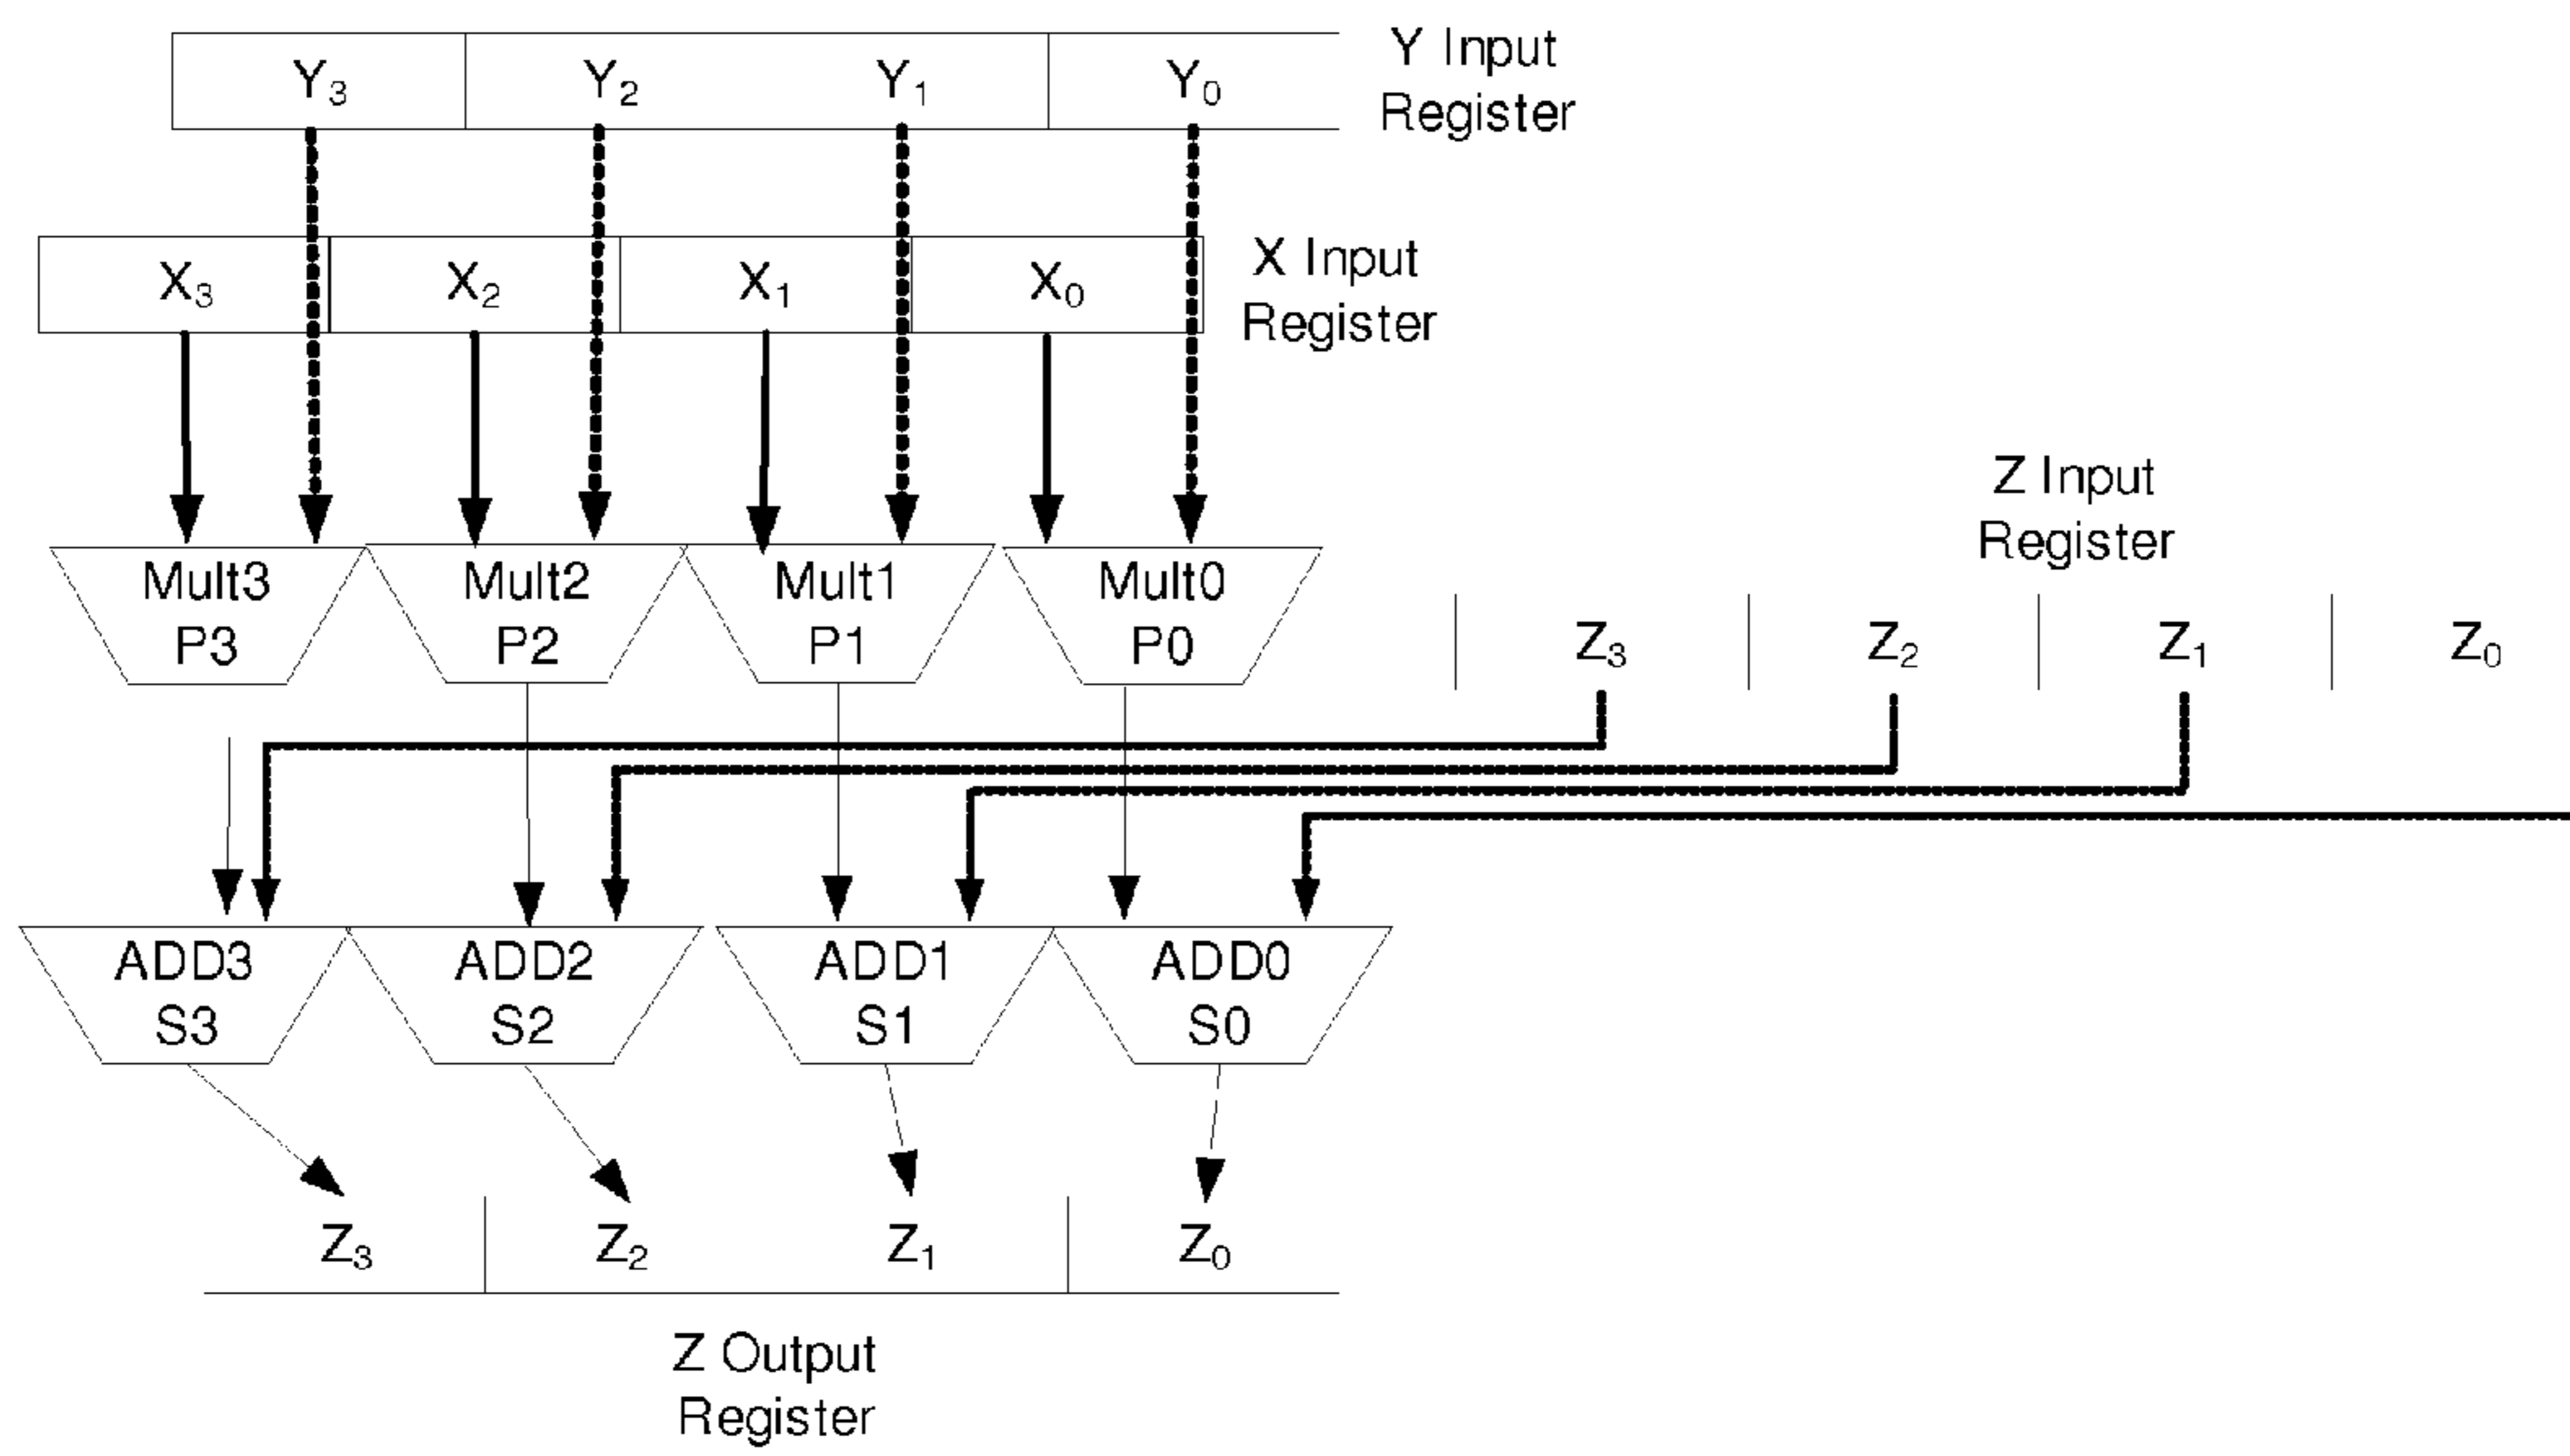 Y₃ Y₂ Y₁ Y₀
Y Input
Register
X₃ X₂ X₁ X₀
X Input
Register
Z Input
Register
Mult3 Mult2 Mult1 Mult0
P3 P2 P1 P0
Z₃ Z₂ Z₁ Z₀
ADD3 ADD2 ADD1 ADD0
S3 S2 S1 S0
Z₃ Z₂ Z₁ Z₀
Z Output
Register